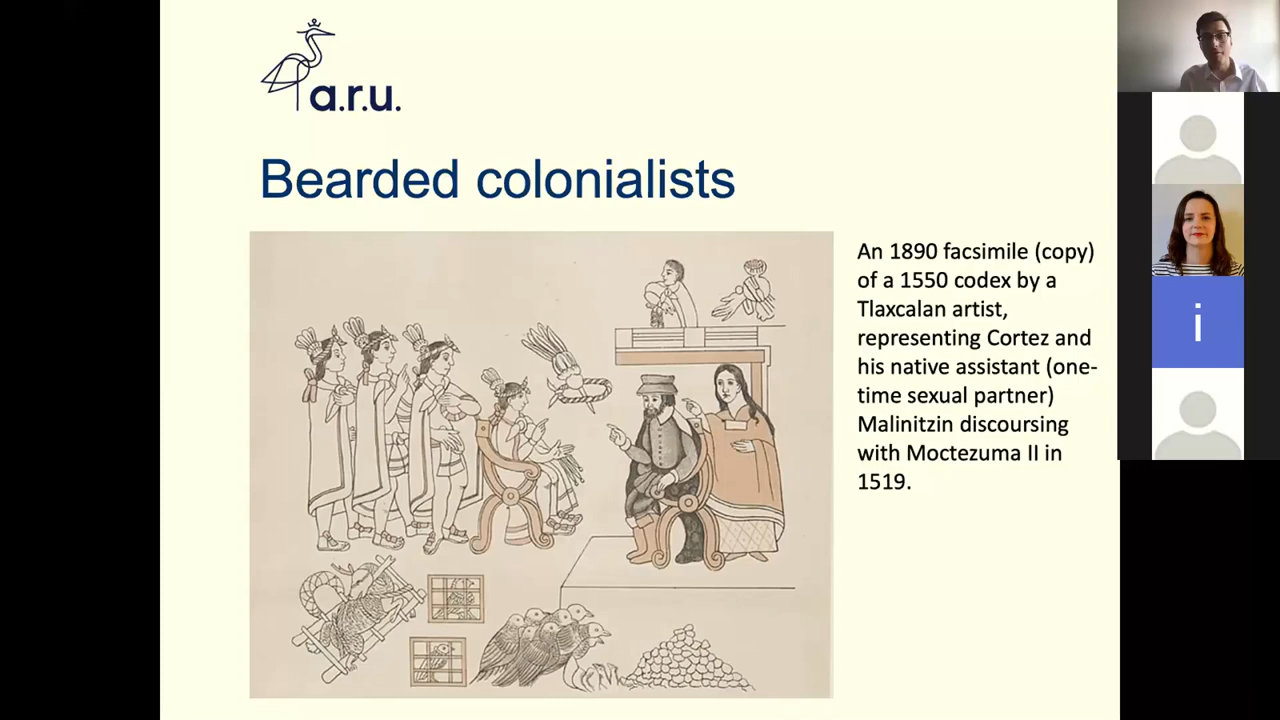 a.r.u.
Bearded colonialists
An 1890 facsimile (copy)
of a 1550 codex by a
Tlaxcalan artist,
representing Cortez and
his native assistant (one-
time sexual partner)
Malinitzin discoursing
with Moctezuma II in
1519.
i